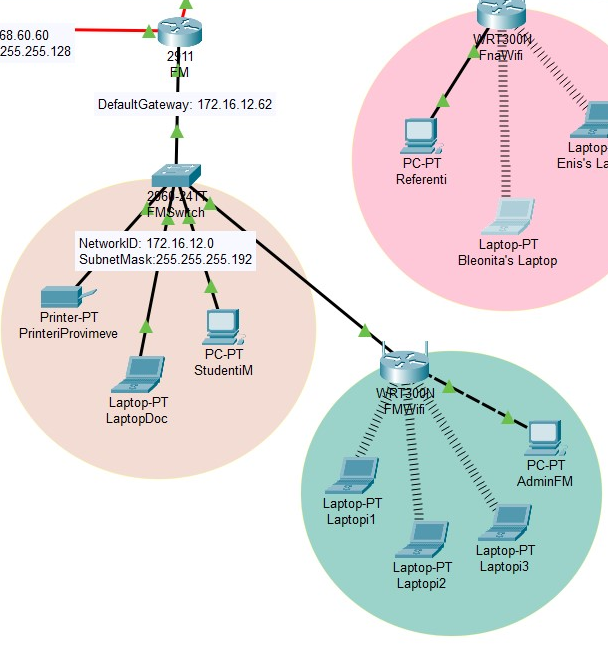 68.60.60
255.255.255.128
2911
FM
DefaultGateway: 172.16.12.62
2960-24TT
FMSwitch
NetworkID: 172.16.12.0
SubnetMask:255.255.255.192
Printer-PT
PrinteriProvimeve
Laptop-PT
LaptopDoc
PC-PT
StudentiM
WRT300N
FnaWifi
PC-PT
Referenti
Laptop-PT
Bleonita's Laptop
Laptop-
Enis's La
WRT300N
FMWifi
PC-PT
AdminFM
Laptop-PT
Laptopi1
Laptop-PT
Laptopi2
Laptop-PT
Laptopi3